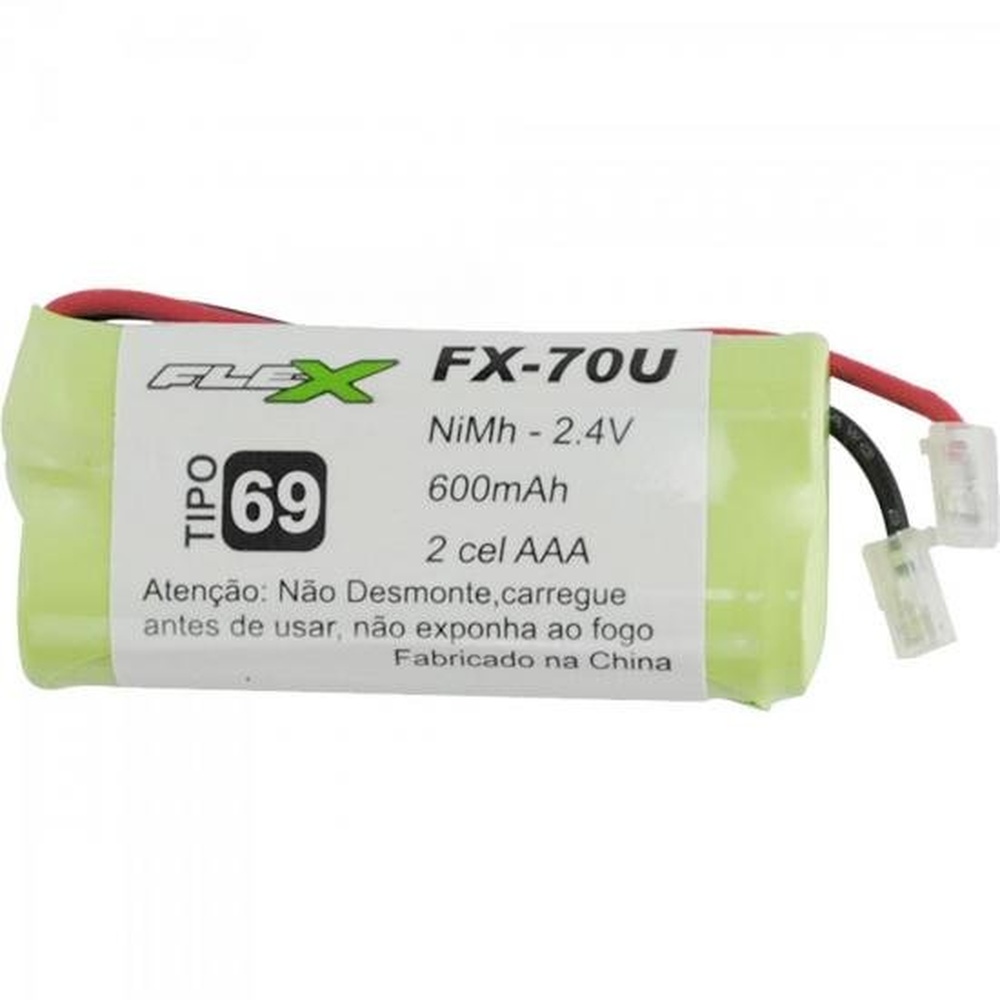 FLEX
FX-70U
NiMh - 2.4V
600mAh
2 cel AAA
TIPO
69
Atenção: Não Desmonte,carregue
antes de usar, não exponha ao fogo
Fabricado na China